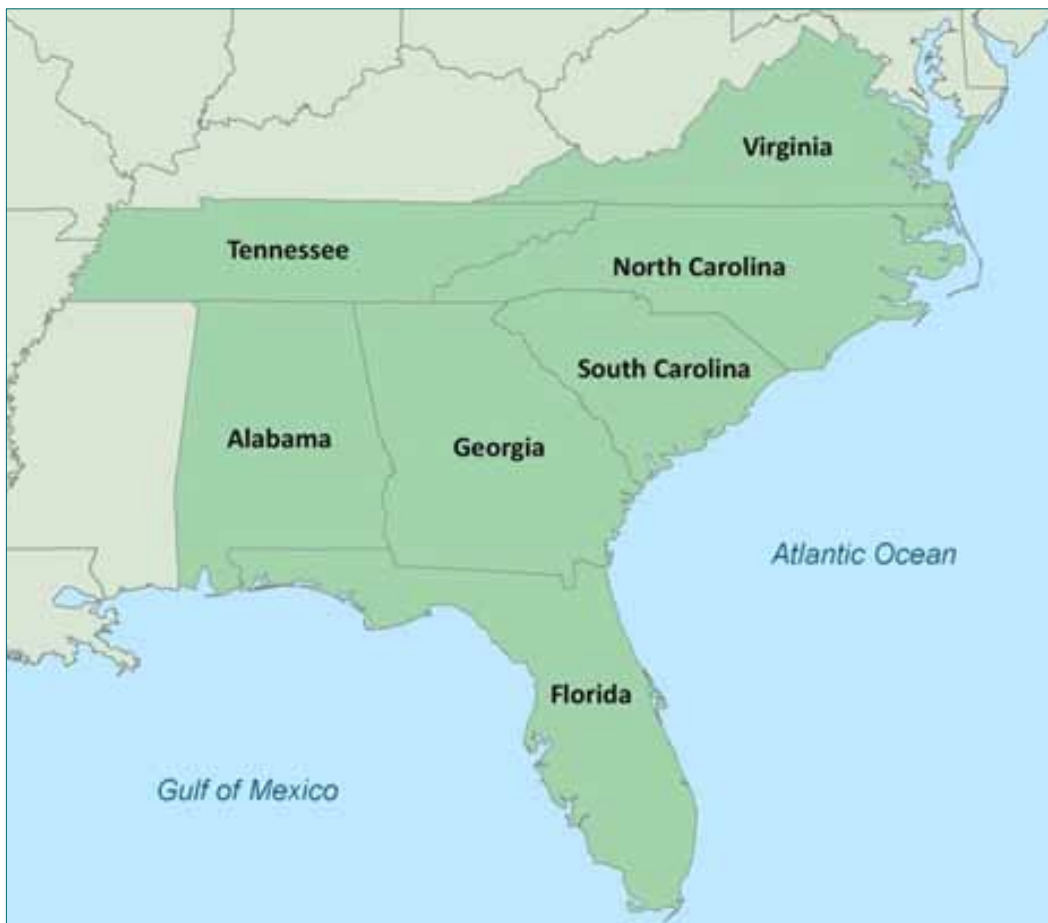 Virginia
Tennessee
North Carolina
South Carolina
Alabama
Georgia
Atlantic Ocean
Florida
Gulf of Mexico